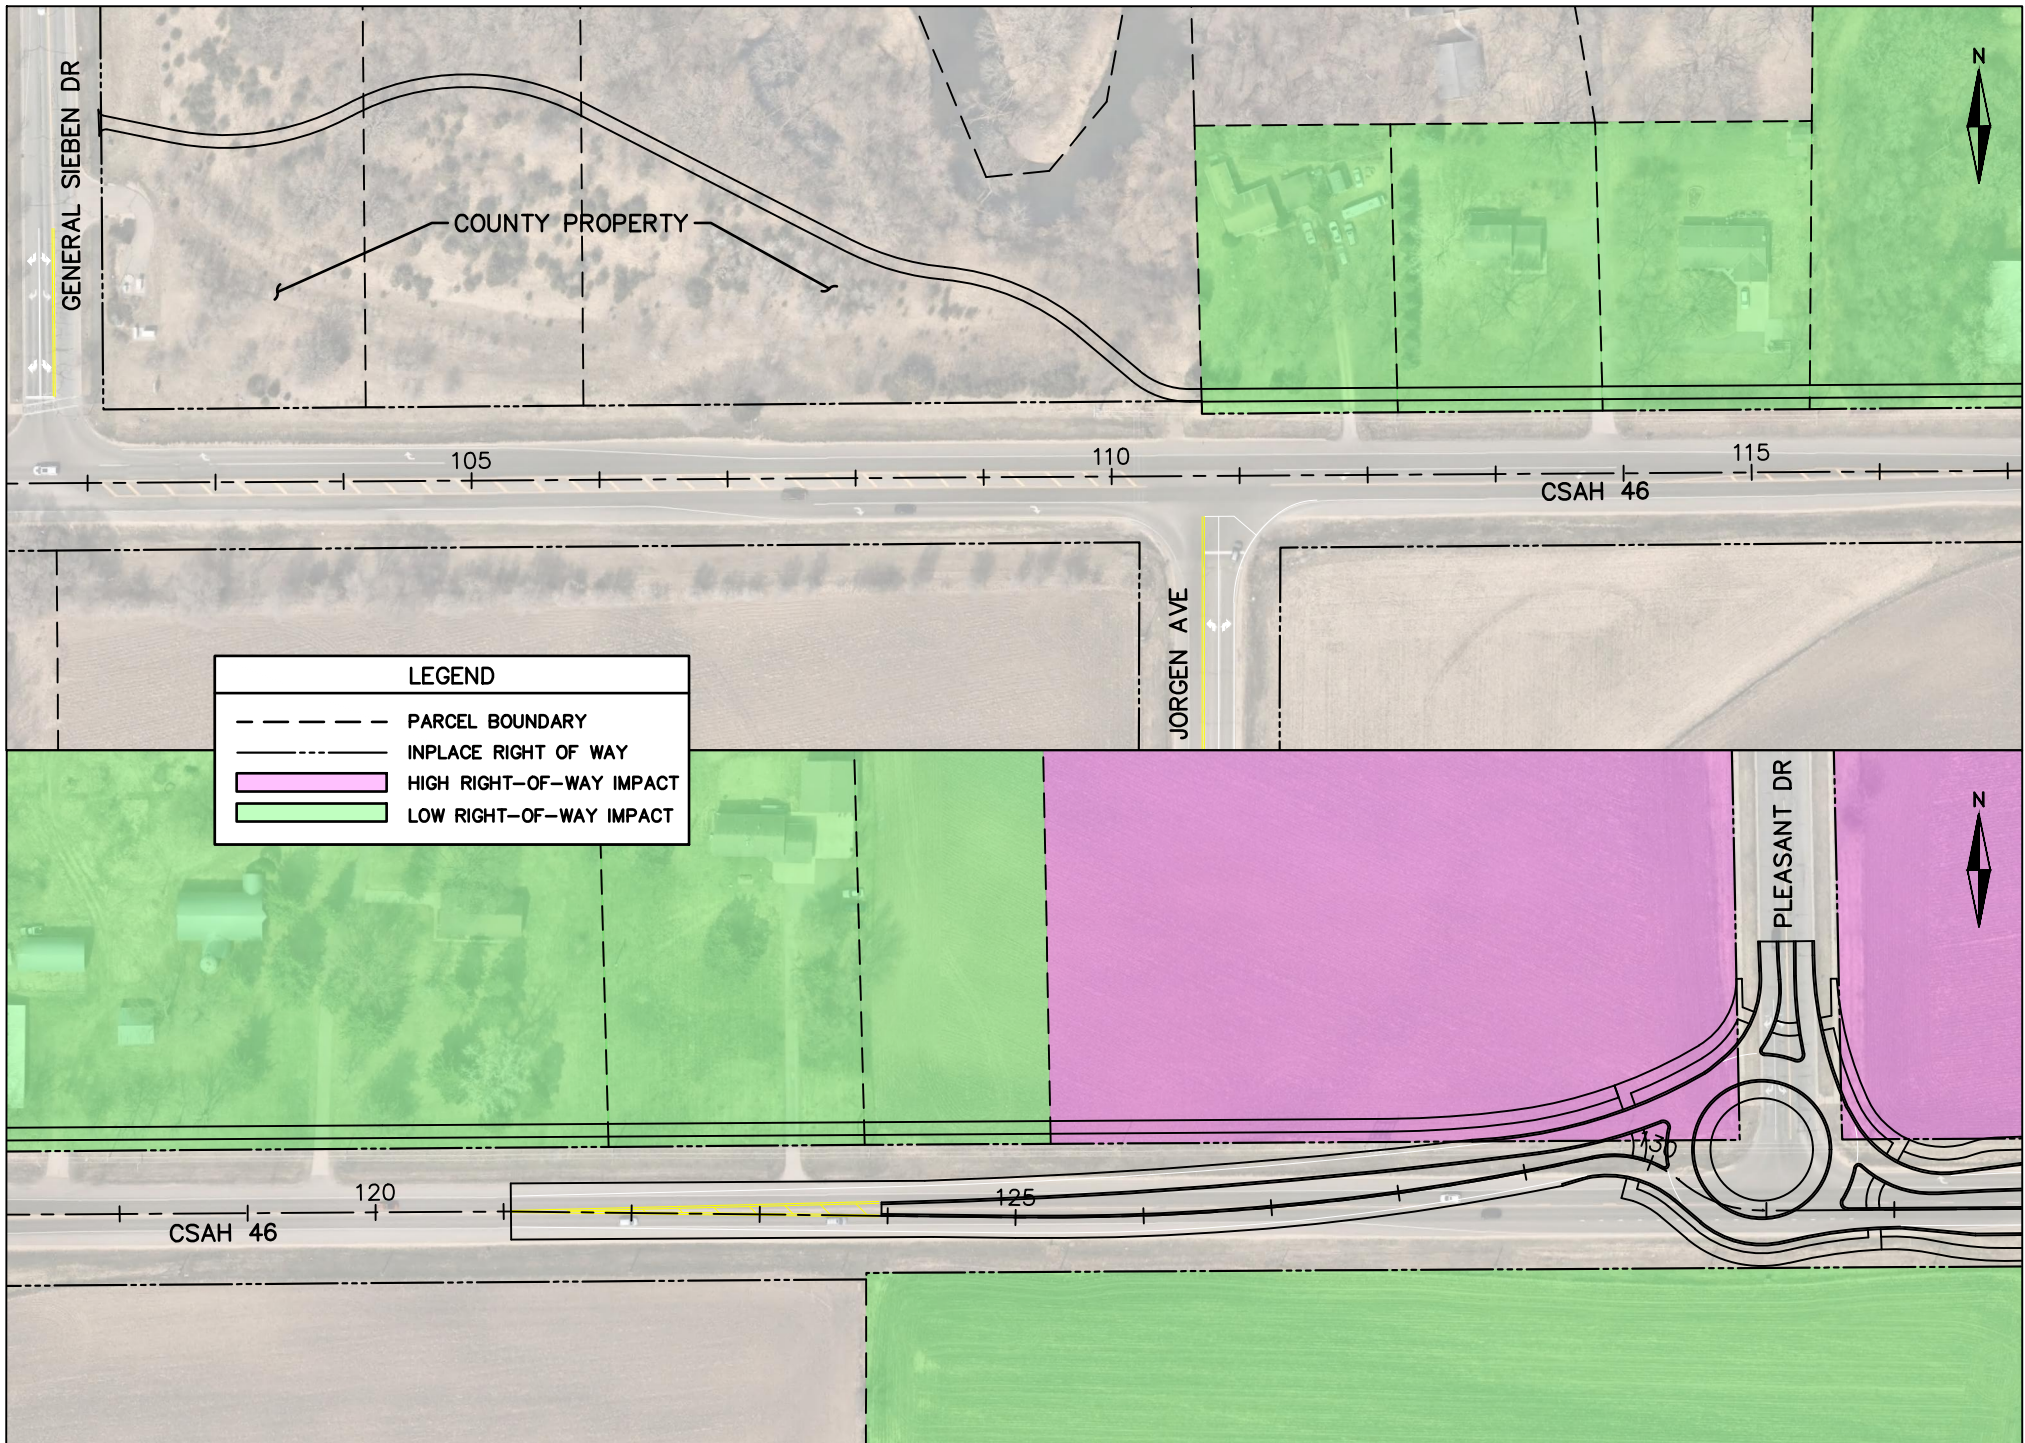 N
GENERAL SIEBEN DR
COUNTY PROPERTY
105
110
115
CSAH 46
JORGEN AVE
LEGEND
PARCEL BOUNDARY
INPLACE RIGHT OF WAY
HIGH RIGHT-OF-WAY IMPACT
LOW RIGHT-OF-WAY IMPACT
PLEASANT DR
N
130
120
125
CSAH 46